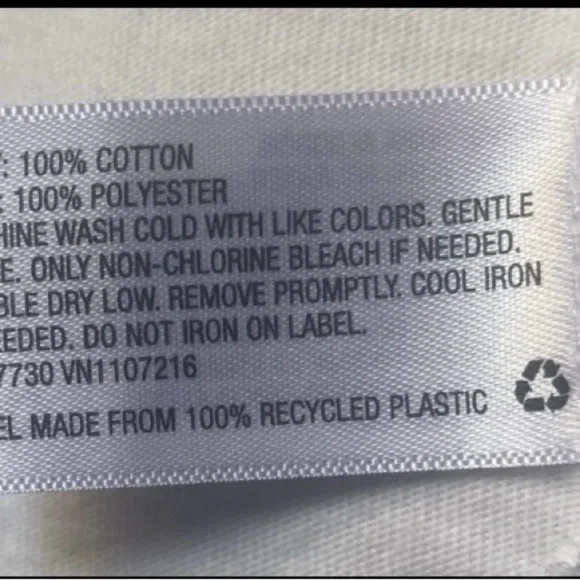 : 100% COTTON
: 100% POLYESTER
HINE WASH COLD WITH LIKE COLORS. GENTLE
E. ONLY NON-CHLORINE BLEACH IF NEEDED.
BLE DRY LOW. REMOVE PROMPTLY. COOL IRON
EEDED. DO NOT IRON ON LABEL.
7730 VN1107216
EL MADE FROM 100% RECYCLED PLASTIC